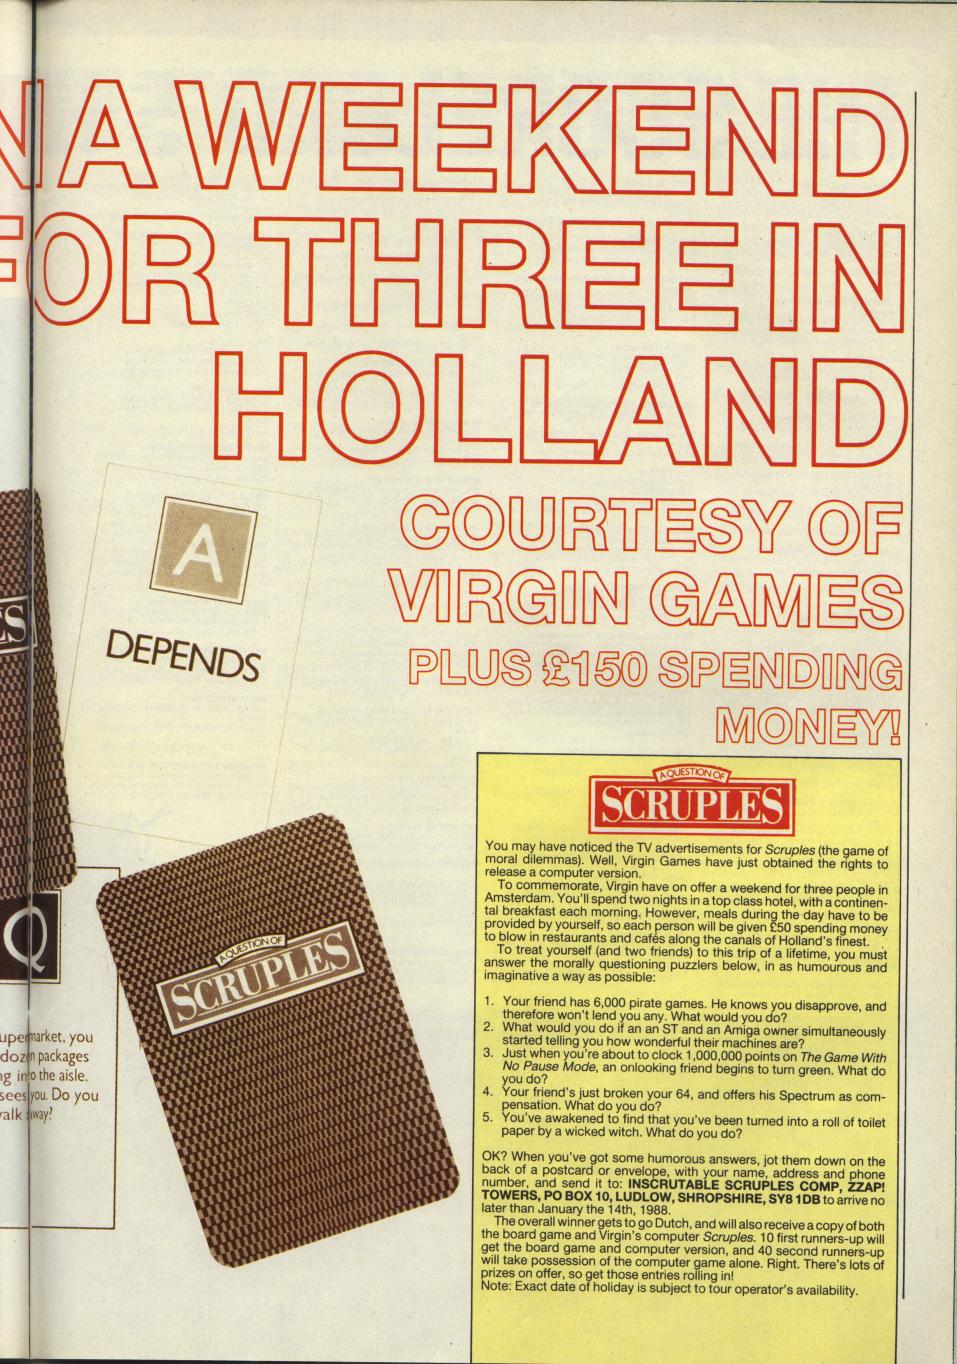 N A WEEKEND
FOR THREE IN
HOLLAND
COURTESY OF
VIRGIN GAMES
PLUS £150 SPENDING
MONEY!
A
DEPENDS
ES
Q
upermarket, you
dozen packages
ng into the aisle.
sees you. Do you
walk away?
A QUESTION OF
SCRUPLES
A QUESTION OF
SCRUPLES
You may have noticed the TV advertisements for Scruples (the game of
moral dilemmas). Well, Virgin Games have just obtained the rights to
release a computer version.
To commemorate, Virgin have on offer a weekend for three people in
Amsterdam. You'll spend two nights in a top class hotel, with a continen-
tal breakfast each morning. However, meals during the day have to be
provided by yourself, so each person will be given £50 spending money
to blow in restaurants and cafés along the canals of Holland's finest.
To treat yourself (and two friends) to this trip of a lifetime, you must
answer the morally questioning puzzlers below, in as humourous and
imaginative a way as possible:
1. Your friend has 6,000 pirate games. He knows you disapprove, and
therefore won't lend you any. What would you do?
2. What would you do if an an ST and an Amiga owner simultaneously
started telling you how wonderful their machines are?
3. Just when you're about to clock 1,000,000 points on The Game With
No Pause Mode, an onlooking friend begins to turn green. What do
you do?
4. Your friend's just broken your 64, and offers his Spectrum as com-
pensation. What do you do?
5. You've awakened to find that you've been turned into a roll of toilet
paper by a wicked witch. What do you do?
OK? When you've got some humorous answers, jot them down on the
back of a postcard or envelope, with your name, address and phone
number, and send it to: INSCRUTABLE SCRUPLES COMP, ZZAP!
TOWERS, PO BOX 10, LUDLOW, SHROPSHIRE, SY8 1DB to arrive no
later than January the 14th, 1988.
The overall winner gets to go Dutch, and will also receive a copy of both
the board game and Virgin's computer Scruples. 10 first runners-up will
get the board game and computer version, and 40 second runners-up
will take possession of the computer game alone. Right. There's lots of
prizes on offer, so get those entries rolling in!
Note: Exact date of holiday is subject to tour operator's availability.